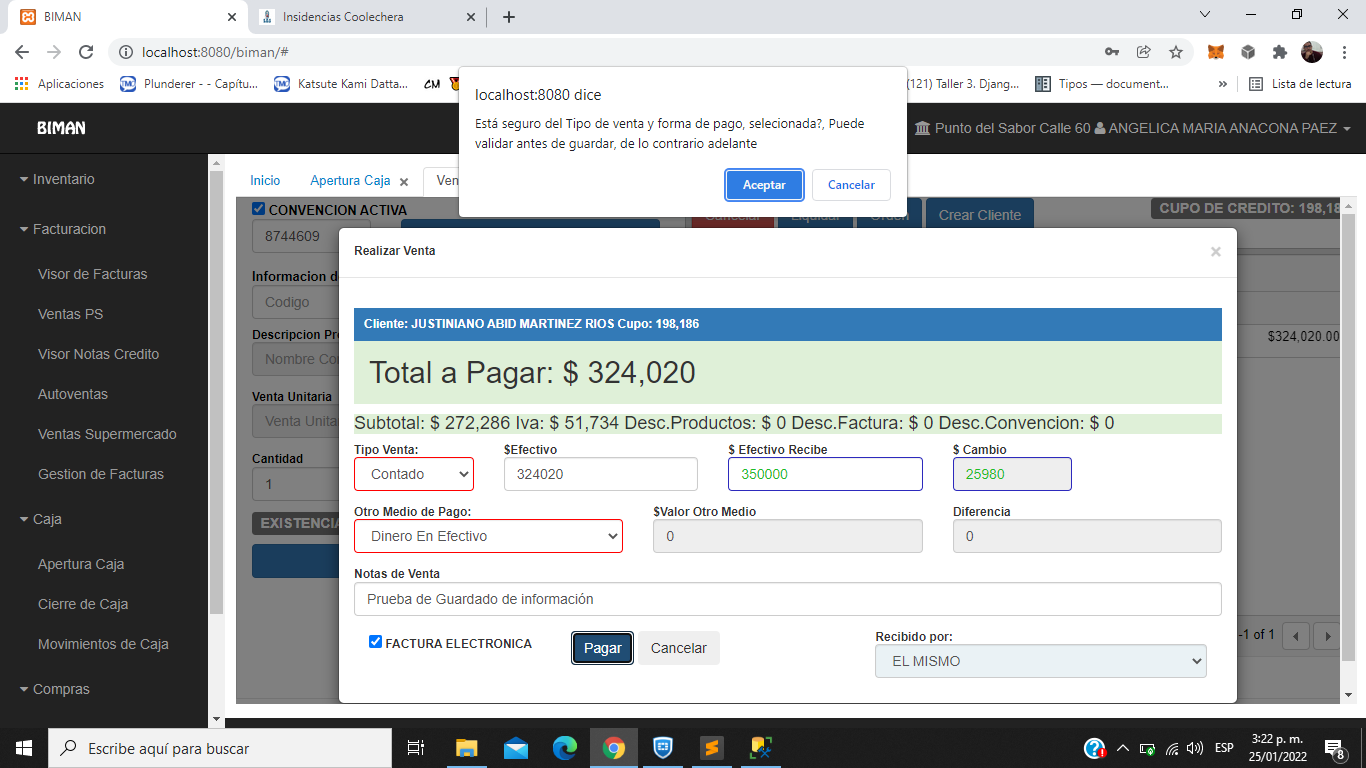 BIMAN
Insidencias Coolechera
localhost:8080/biman/#
Aplicaciones
Plunderer - - Capítu...
Katsute Kami Datta...
CM
(121) Taller 3. Djang...
Tipos — document...
»
Lista de lectura
localhost:8080 dice
Está seguro del Tipo de venta y forma de pago, selecionada?, Puede
validar antes de guardar, de lo contrario adelante
Aceptar
Cancelar
BIMAN
Punto del Sabor Calle 60
ANGELICA MARIA ANACONA PAEZ
Inventario
Facturacion
Visor de Facturas
Ventas PS
Visor Notas Credito
Autoventas
Ventas Supermercado
Gestion de Facturas
Caja
Apertura Caja
Cierre de Caja
Movimientos de Caja
Compras
Inicio
Apertura Caja
Ven
CONVENCION ACTIVA
8744609
Cancelar
Liquidar
Orden
Crear Cliente
CUPO DE CREDITO: 198,18
Informacion d
Codigo
Descripcion Pr
Nombre Co
Venta Unitaria
Venta Unita
Cantidad
1
EXISTENCIA
$324,020.00
-1 of 1
Realizar Venta
×
Cliente: JUSTINIANO ABID MARTINEZ RIOS Cupo: 198,186
Total a Pagar: $ 324,020
Subtotal: $ 272,286 Iva: $ 51,734 Desc.Productos: $ 0 Desc.Factura: $ 0 Desc.Convencion: $ 0
Tipo Venta:
$Efectivo
$ Efectivo Recibe
$ Cambio
Contado
324020
350000
25980
Otro Medio de Pago:
$Valor Otro Medio
Diferencia
Dinero En Efectivo
0
0
Notas de Venta
Prueba de Guardado de información
FACTURA ELECTRONICA
Pagar
Cancelar
Recibido por:
EL MISMO
Escribe aquí para buscar
ESP
3:22 p. m.
25/01/2022
8